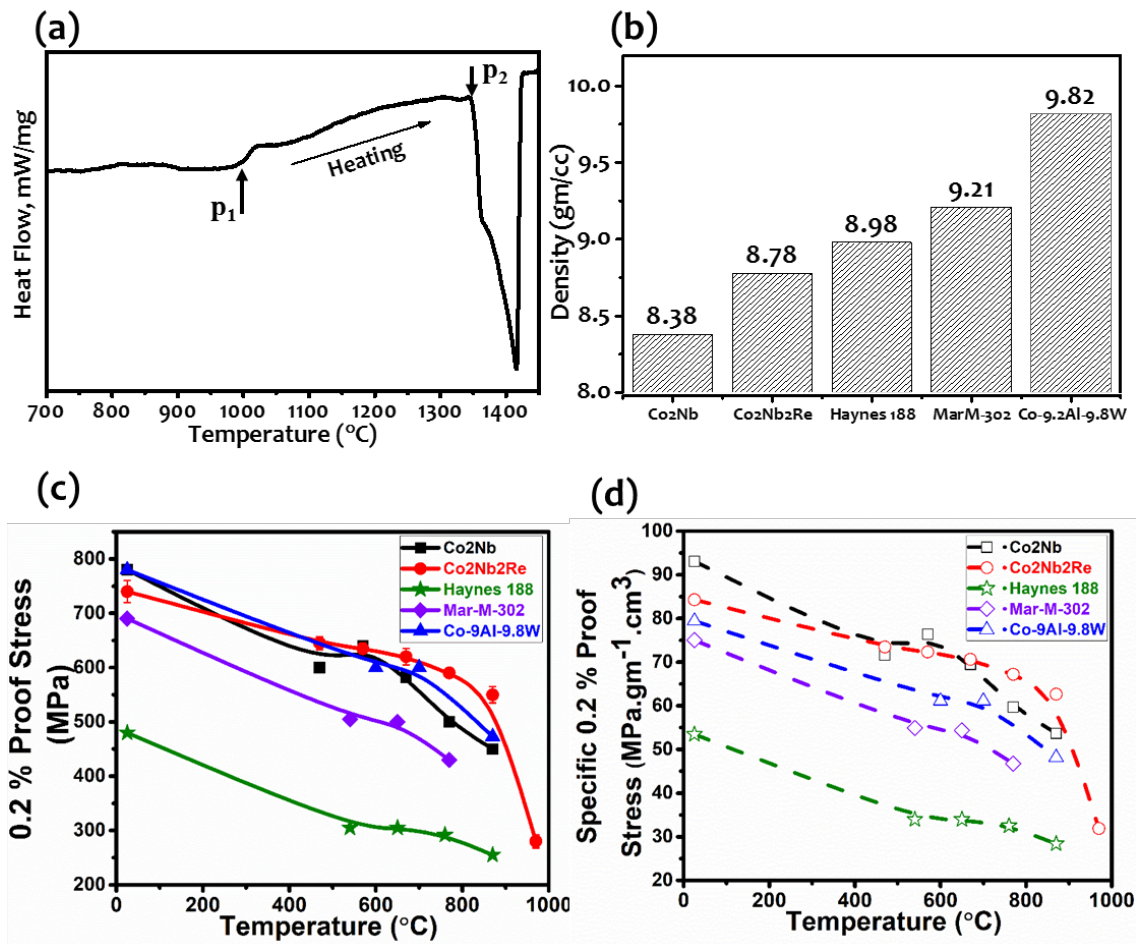 (a)
p₁
p₂
Heating
Heat Flow, mW/mg
700 800 900 1000 1100 1200 1300 1400
Temperature (°C)
(b)
10.0
9.5
9.0
8.5
8.0
Density (gm/cc)
8.38
8.78
8.98
9.21
9.82
Co2Nb Co2Nb2Re Haynes 188 MarM-302 Co-9.2Al-9.8W
(c)
800
700
600
500
400
300
200
0.2 % Proof Stress
(MPa)
Co2Nb
Co2Nb2Re
Haynes 188
Mar-M-302
Co-9Al-9.8W
0 200 400 600 800 1000
Temperature (°C)
(d)
100
90
80
70
60
50
40
30
20
Specific 0.2 % Proof
Stress (MPa.gm⁻¹.cm³)
Co2Nb
Co2Nb2Re
Haynes 188
Mar-M-302
Co-9Al-9.8W
0 200 400 600 800 1000
Temperature (°C)